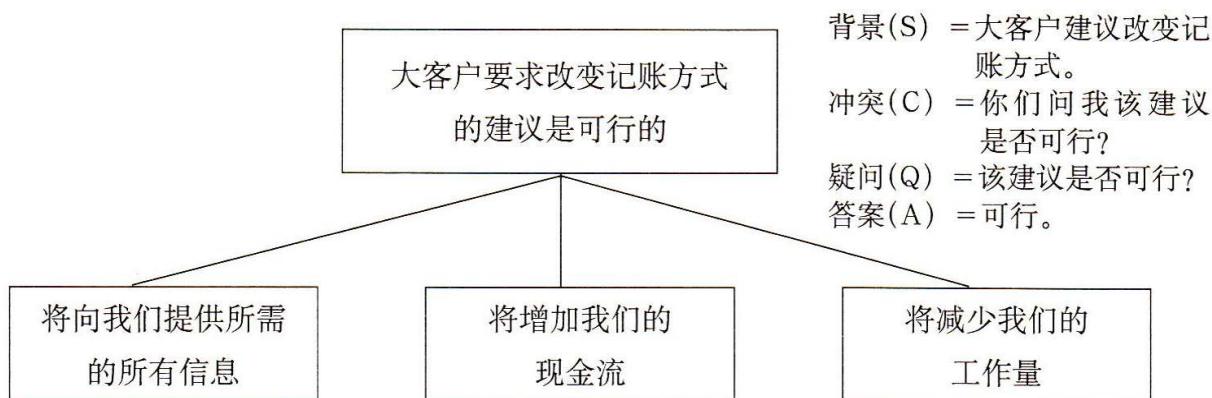 大客户要求改变记账方式
的建议是可行的
背景(S) =大客户建议改变记
账方式。
冲突(C) =你们问我该建议
是否可行?
疑问(Q) =该建议是否可行?
答案(A) =可行。
将向我们提供所需
的所有信息
将增加我们的
现金流
将减少我们的
工作量